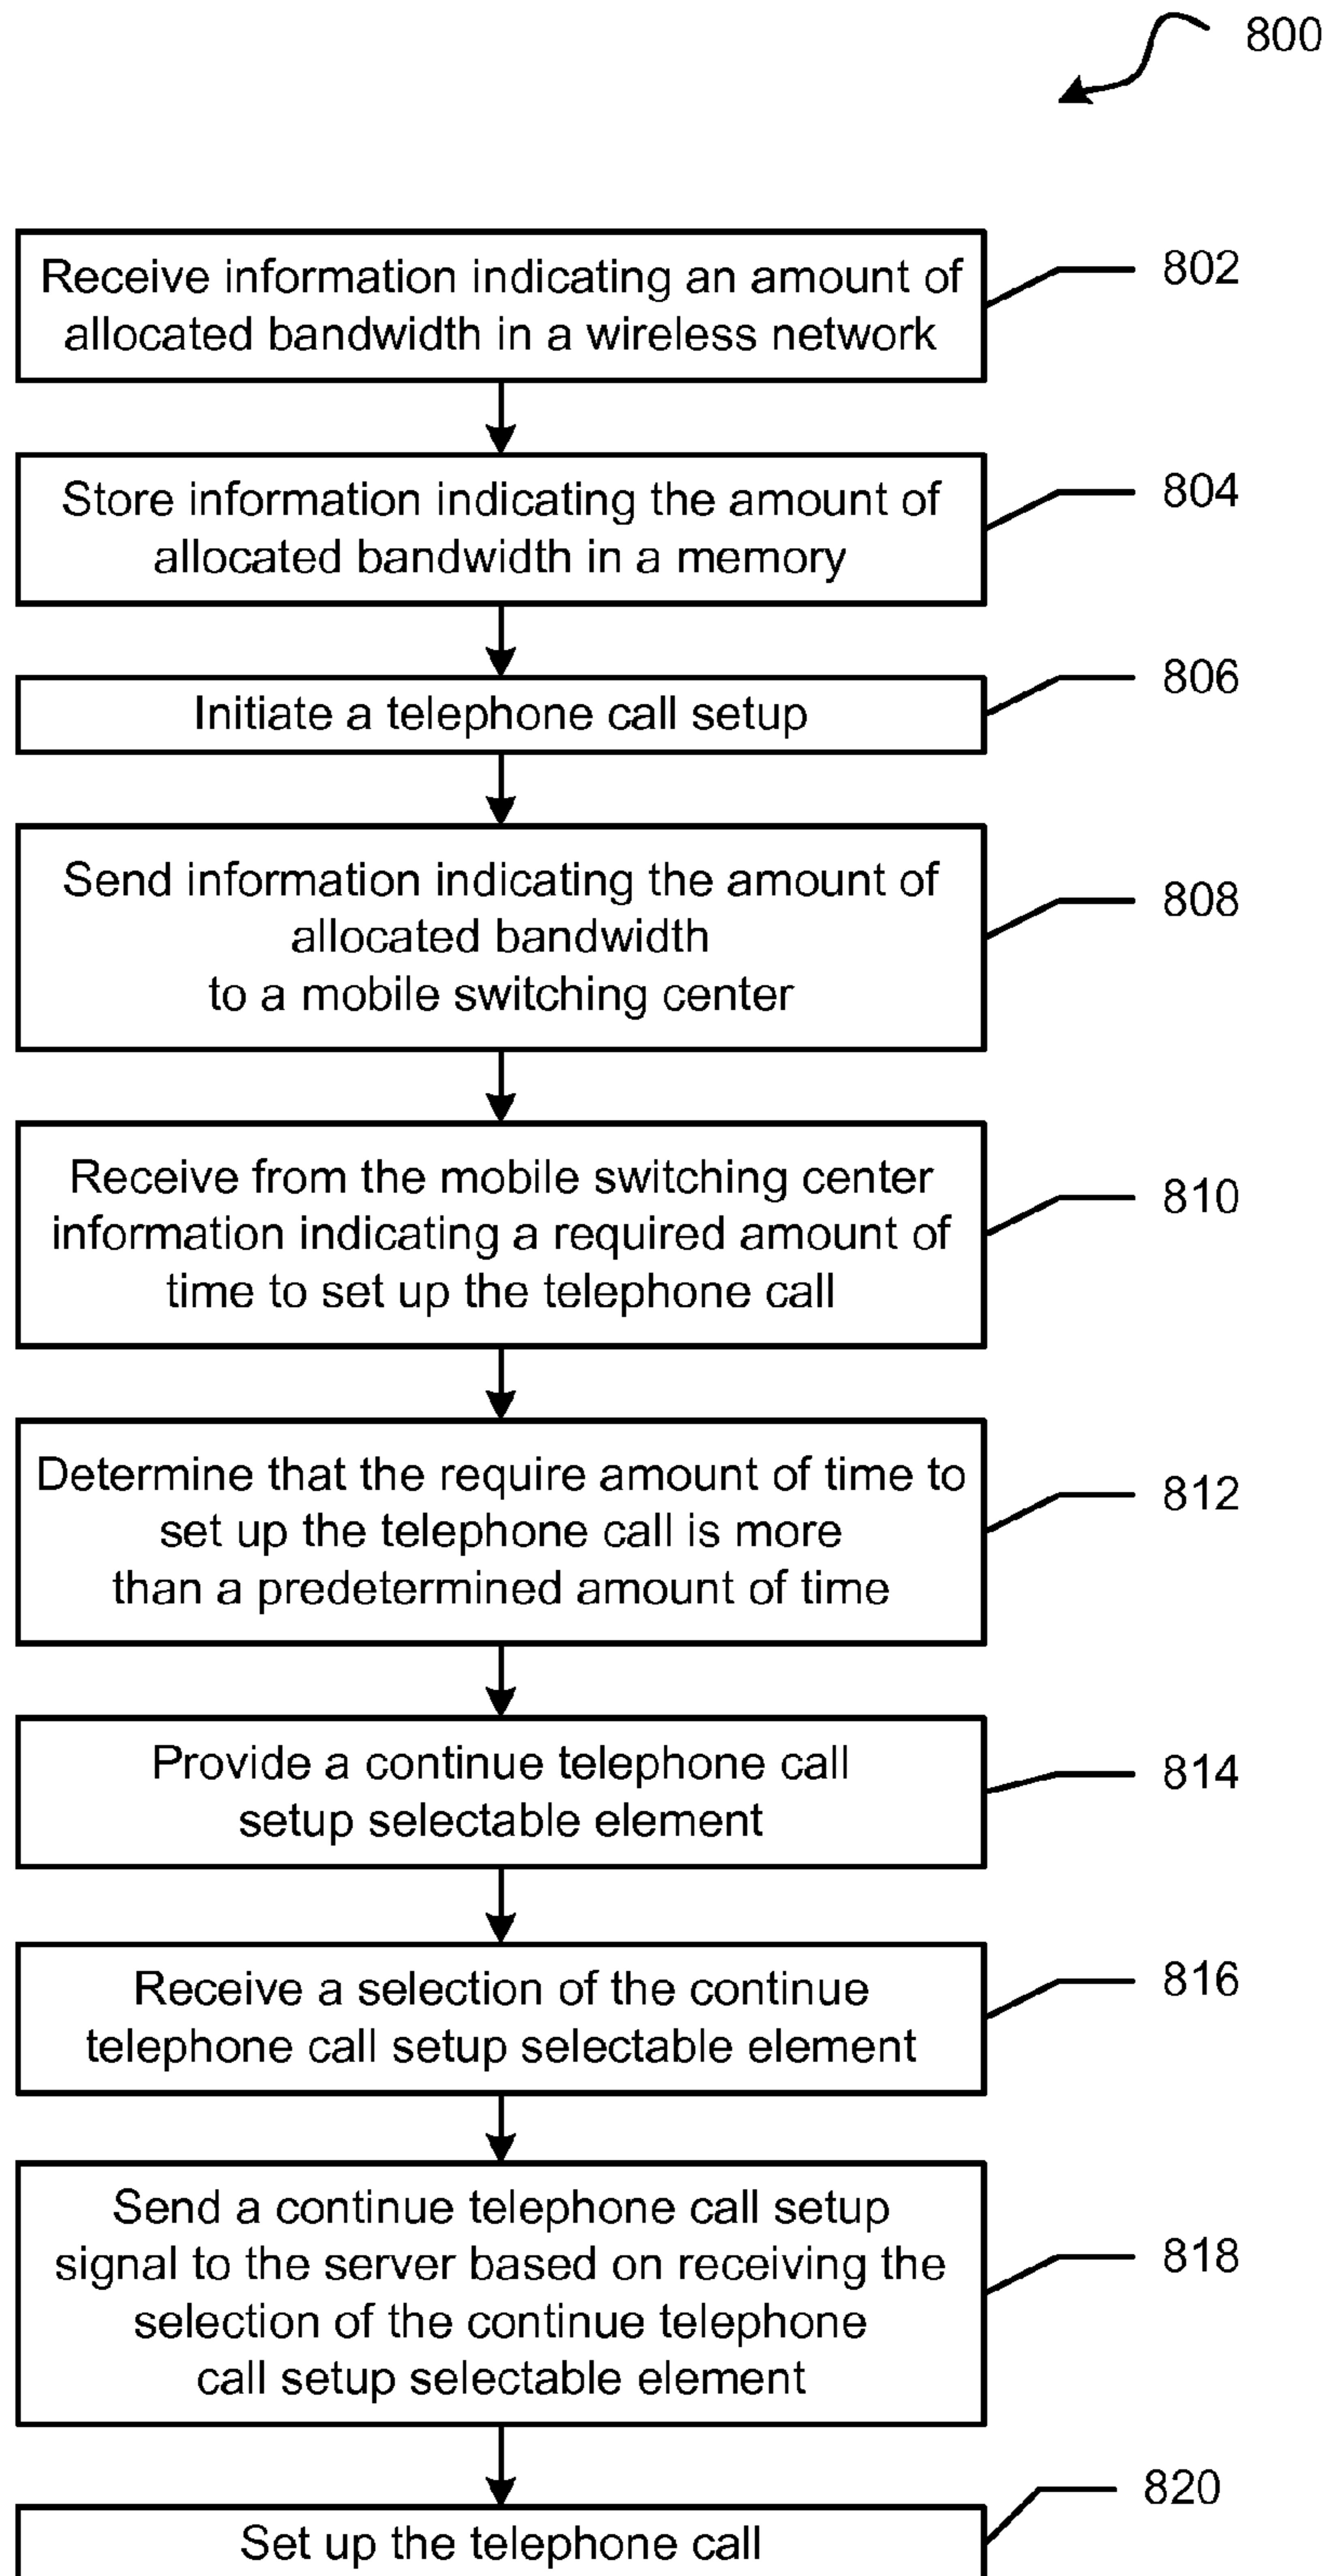 800
Receive information indicating an amount of
allocated bandwidth in a wireless network
802
Store information indicating the amount of
allocated bandwidth in a memory
804
Initiate a telephone call setup
806
Send information indicating the amount of
allocated bandwidth
to a mobile switching center
808
Receive from the mobile switching center
information indicating a required amount of
time to set up the telephone call
810
Determine that the require amount of time to
set up the telephone call is more
than a predetermined amount of time
812
Provide a continue telephone call
setup selectable element
814
Receive a selection of the continue
telephone call setup selectable element
816
Send a continue telephone call setup
signal to the server based on receiving the
selection of the continue telephone
call setup selectable element
818
Set up the telephone call
820